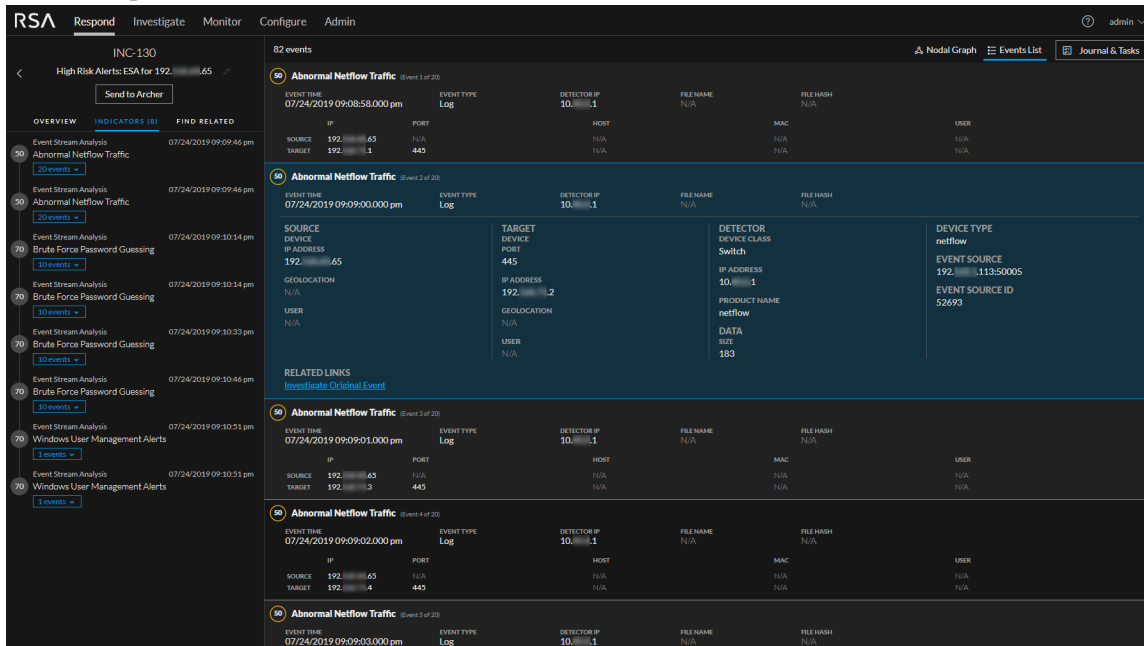 RSA Respond Investigate Monitor Configure Admin admin
INC-130
High Risk Alerts: ESA for 192. .65
Send to Archer
OVERVIEW INDICATORS (8) FIND RELATED
Event Stream Analysis 07/24/2019 09:09:46 pm
50 Abnormal Netflow Traffic
20 events
Event Stream Analysis 07/24/2019 09:09:46 pm
50 Abnormal Netflow Traffic
20 events
Event Stream Analysis 07/24/2019 09:10:14 pm
70 Brute Force Password Guessing
10 events
Event Stream Analysis 07/24/2019 09:10:14 pm
70 Brute Force Password Guessing
10 events
Event Stream Analysis 07/24/2019 09:10:33 pm
70 Brute Force Password Guessing
10 events
Event Stream Analysis 07/24/2019 09:10:46 pm
70 Brute Force Password Guessing
10 events
Event Stream Analysis 07/24/2019 09:10:51 pm
70 Windows User Management Alerts
1 events
Event Stream Analysis 07/24/2019 09:10:51 pm
70 Windows User Management Alerts
1 events
82 events Nodal Graph Events List Journal & Tasks
50 Abnormal Netflow Traffic (Event 1 of 20)
EVENT TIME EVENT TYPE DETECTOR IP FILE NAME FILE HASH
07/24/2019 09:08:58.000 pm Log 10. .1 N/A N/A
IP PORT HOST MAC USER
SOURCE 192. .65 N/A N/A N/A N/A
TARGET 192. .1 445 N/A N/A N/A
50 Abnormal Netflow Traffic (Event 2 of 20)
EVENT TIME EVENT TYPE DETECTOR IP FILE NAME FILE HASH
07/24/2019 09:09:00.000 pm Log 10. .1 N/A N/A
SOURCE
DEVICE
IP ADDRESS
192. .65
GEOLOCATION
N/A
USER
N/A
TARGET
DEVICE
PORT
445
IP ADDRESS
192. .2
GEOLOCATION
N/A
USER
N/A
DETECTOR
DEVICE CLASS
Switch
IP ADDRESS
10. 1
PRODUCT NAME
netflow
DATA
SIZE
183
DEVICE TYPE
netflow
EVENT SOURCE
192. .113:50005
EVENT SOURCE ID
52693
RELATED LINKS
Investigate Original Event
50 Abnormal Netflow Traffic (Event 3 of 20)
EVENT TIME EVENT TYPE DETECTOR IP FILE NAME FILE HASH
07/24/2019 09:09:01.000 pm Log 10. .1 N/A N/A
IP PORT HOST MAC USER
SOURCE 192. .65 N/A N/A N/A N/A
TARGET 192. .3 445 N/A N/A N/A
50 Abnormal Netflow Traffic (Event 4 of 20)
EVENT TIME EVENT TYPE DETECTOR IP FILE NAME FILE HASH
07/24/2019 09:09:02.000 pm Log 10. .1 N/A N/A
IP PORT HOST MAC USER
SOURCE 192. .65 N/A N/A N/A N/A
TARGET 192. .4 445 N/A N/A N/A
50 Abnormal Netflow Traffic (Event 5 of 20)
EVENT TIME EVENT TYPE DETECTOR IP FILE NAME FILE HASH
07/24/2019 09:09:03.000 pm Log 10. .1 N/A N/A